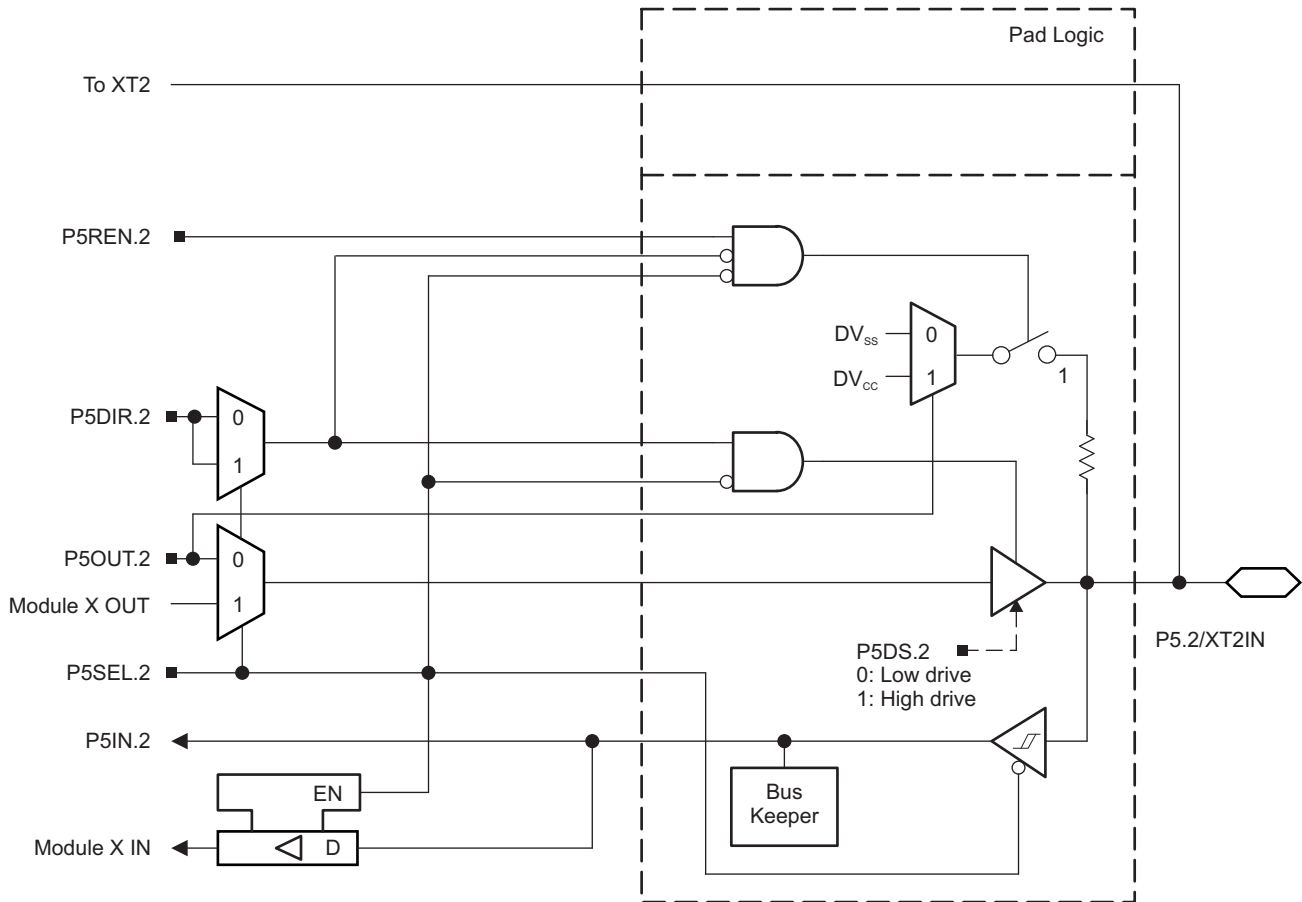 Pad Logic
To XT2
P5REN.2
DVSS
0
DVCC
1
1
P5DIR.2
0
1
P5OUT.2
0
Module X OUT
1
P5DS.2
0: Low drive
1: High drive
P5.2/XT2IN
P5SEL.2
P5IN.2
Bus
Keeper
EN
Module X IN
D